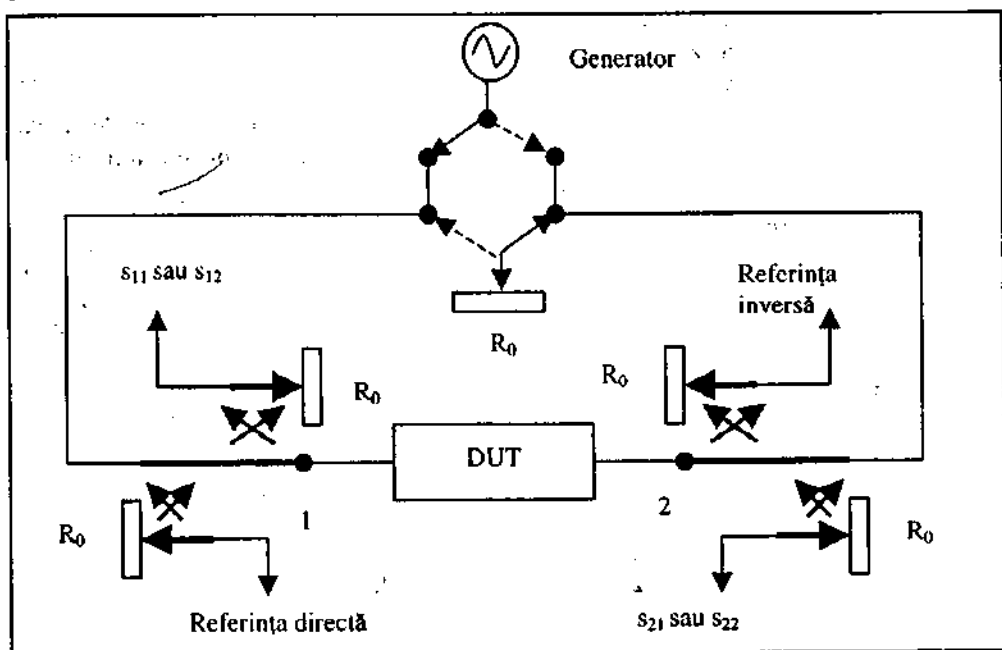 Generator
s11 sau s12
Referința
inversă
R0
R0
R0
DUT
1
2
R0
R0
Referința directă
s21 sau s22